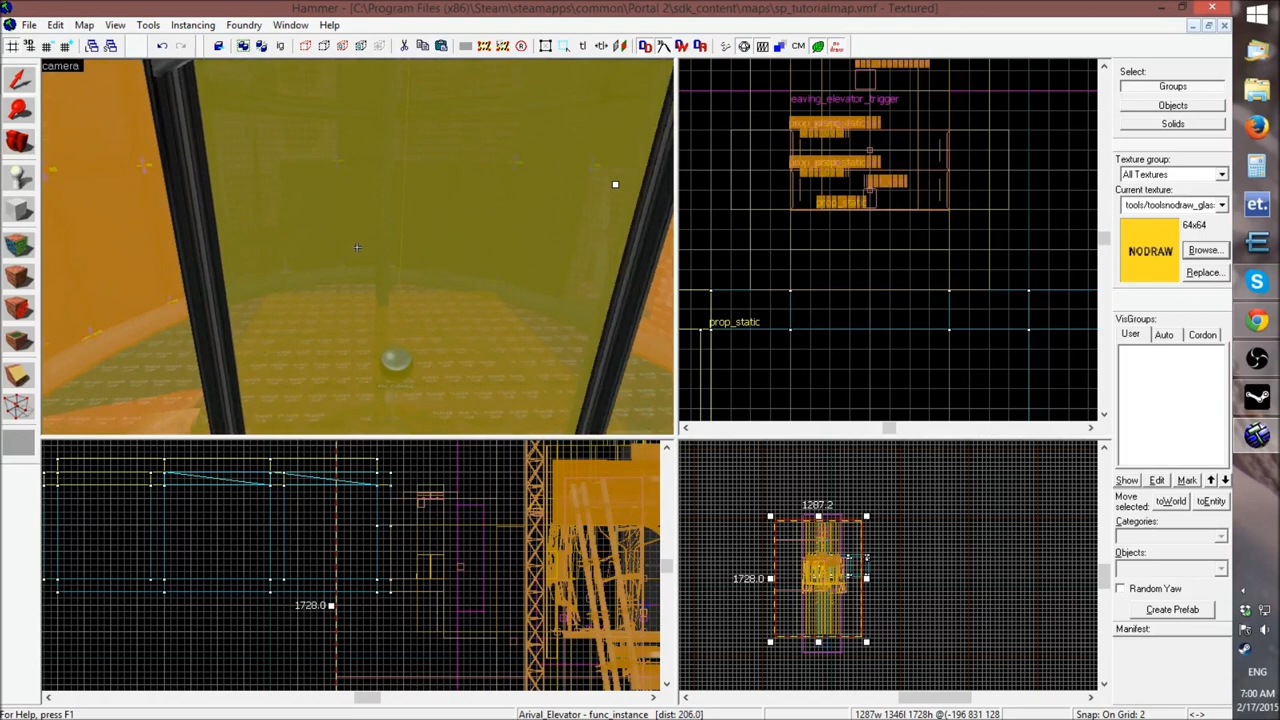 Hammer - [C:\Program Files (x86)\Steam\steamapps\common\Portal 2\sdk_content\maps\sp_tutorialmap.vmf - Textured]
File Edit Map View Tools Instancing Foundry Window Help
camera
eaving_elevator_trigger
prop_static
1728.0
1287.2
1728.0
Select:
Groups
Objects
Solids
Texture group:
All Textures
Current texture:
tools/toolsnodraw_glas
64x64
NODRAW
Browse...
Replace...
VisGroups:
User Auto Cordon
Show Edit Mark
Move selected:
toWorld toEntity
Categories:
Objects:
Random Yaw
Create Prefab
Manifest:
CM
et.
ENG
7:00 AM
2/17/2015
For Help, press F1
Arival_Elevator - func_instance [dist: 206.0]
1287w 1346l 1728h @(-196 831 128
Snap: On Grid: 2
<->